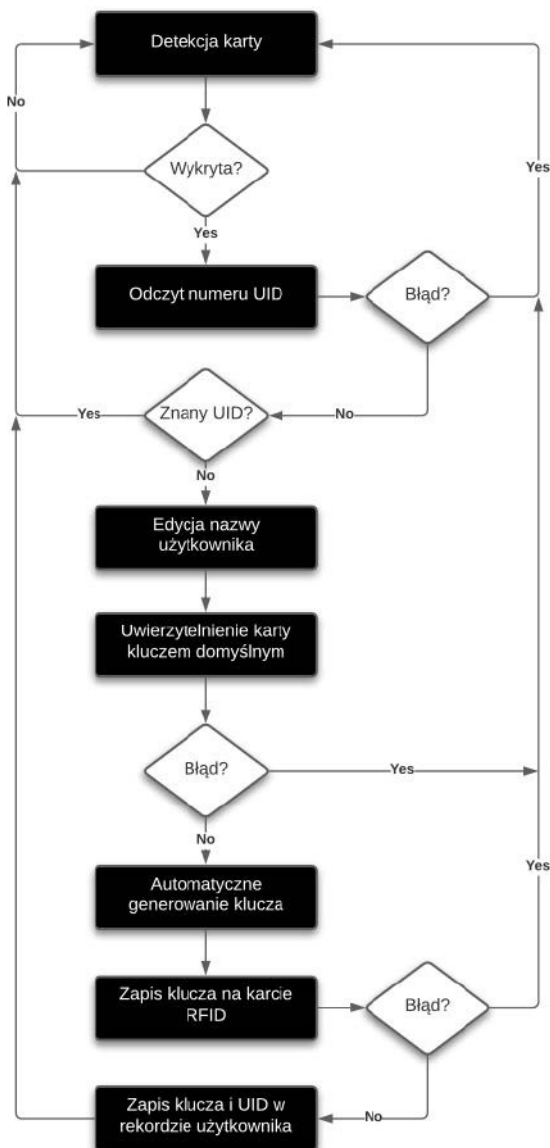 Detekcja karty
No
Wykryta?
Yes
Yes
Odczyt numeru UID
Błąd?
Yes
Znany UID?
No
No
Edycja nazwy
użytkownika
Uwierzytelnienie karty
kluczem domyślnym
Błąd?
Yes
No
Yes
Automatyczne
generowanie klucza
Zapis klucza na karcie
RFID
Błąd?
Zapis klucza i UID w
rekordzie użytkownika
No